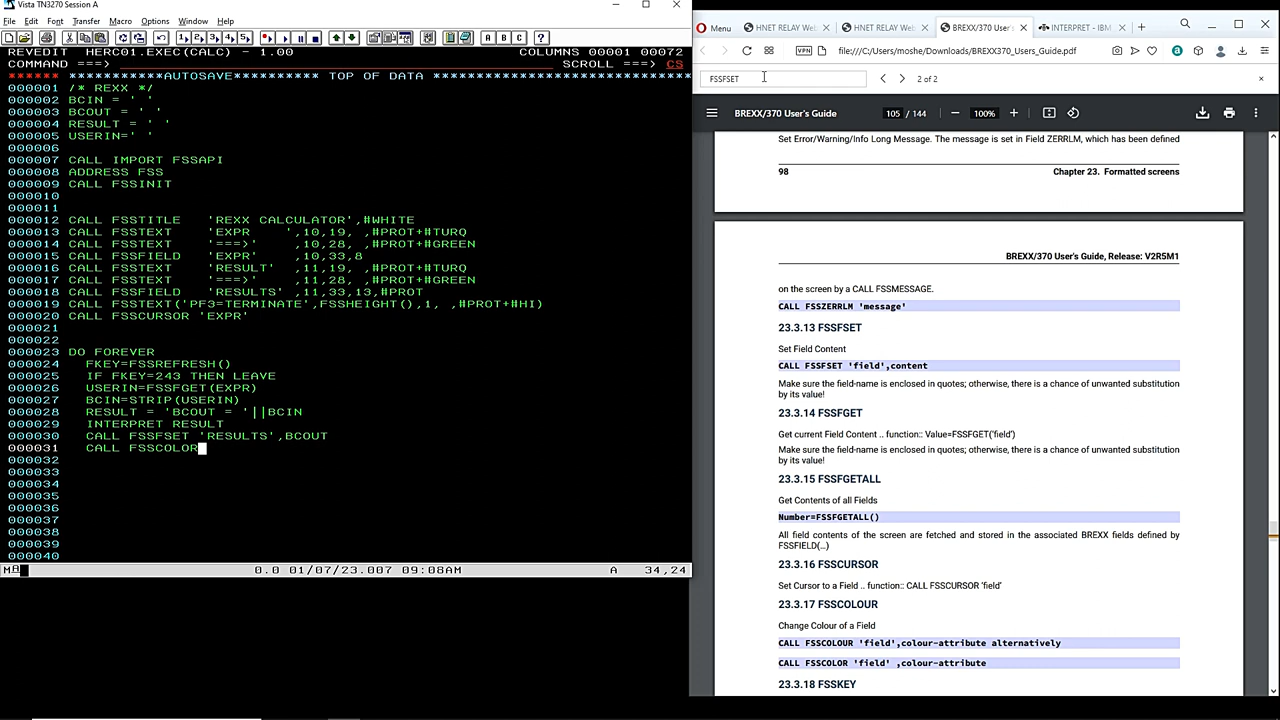 Vista TN3270 Session A
File Edit Font Transfer Macro Options Window Help
REVEDIT HERC01.EXEC(CALC) - 1.00 COLUMNS 00001 00072
COMMAND ===> SCROLL ===> CS
****** *****************AUTOSAVE********** TOP OF DATA *************************************
000001 /* REXX */
000002 BCIN = ' '
000003 BCOUT = ' '
000004 RESULT = ' '
000005 USERIN=' '
000006
000007 CALL IMPORT FSSAPI
000008 ADDRESS FSS
000009 CALL FSSINIT
000010
000011
000012 CALL FSSTITLE 'REXX CALCULATOR',#WHITE
000013 CALL FSSTEXT 'EXPR ',10,19, ,#PROT+#TURQ
000014 CALL FSSTEXT '===>' ,10,28, ,#PROT+#GREEN
000015 CALL FSSFIELD 'EXPR' ,10,33,8
000016 CALL FSSTEXT 'RESULT' ,11,19, ,#PROT+#TURQ
000017 CALL FSSTEXT '===>' ,11,28, ,#PROT+#GREEN
000018 CALL FSSFIELD 'RESULTS' ,11,33,13,#PROT
000019 CALL FSSTEXT('PF3=TERMINATE',FSSHEIGHT(),1, ,#PROT+#HI)
000020 CALL FSSCURSOR 'EXPR'
000021
000022
000023 DO FOREVER
000024 FKEY=FSSREFRESH()
000025 IF FKEY=243 THEN LEAVE
000026 USERIN=FSSFGET(EXPR)
000027 BCIN=STRIP(USERIN)
000028 RESULT = 'BCOUT = '||BCIN
000029 INTERPRET RESULT
000030 CALL FSSFSET 'RESULTS',BCOUT
000031 CALL FSSCOLOR
000032
000033
000034
000035
000036
000037
000038
000039
000040
MA 0.0 01/07/23.007 09:08AM A 34,24
Menu HNET RELAY Web HNET RELAY Web BREXX/370 User's INTERPRET - IBM
VPN file:///C:/Users/moshe/Downloads/BREXX370_Users_Guide.pdf
FSSFSET 2 of 2
BREXX/370 User's Guide 105 / 144 100%
Set Error/Warning/Info Long Message. The message is set in Field ZERRLM, which has been defined
98 Chapter 23. Formatted screens
BREXX/370 User's Guide, Release: V2R5M1
on the screen by a CALL FSSMESSAGE.
CALL FSSZERRLM 'message'
23.3.13 FSSFSET
Set Field Content
CALL FSSFSET 'field',content
Make sure the field-name is enclosed in quotes; otherwise, there is a chance of unwanted substitution
by its value!
23.3.14 FSSFGET
Get current Field Content .. function:: Value=FSSFGET('field')
Make sure the field-name is enclosed in quotes; otherwise, there is a chance of unwanted substitution
by its value!
23.3.15 FSSFGETALL
Get Contents of all Fields
Number=FSSFGETALL()
All field contents of the screen are fetched and stored in the associated BREXX fields defined by
FSSFIELD(…)
23.3.16 FSSCURSOR
Set Cursor to a Field .. function:: CALL FSSCURSOR 'field'
23.3.17 FSSCOLOUR
Change Colour of a Field
CALL FSSCOLOUR 'field',colour-attribute alternatively
CALL FSSCOLOR 'field' ,colour-attribute
23.3.18 FSSKEY